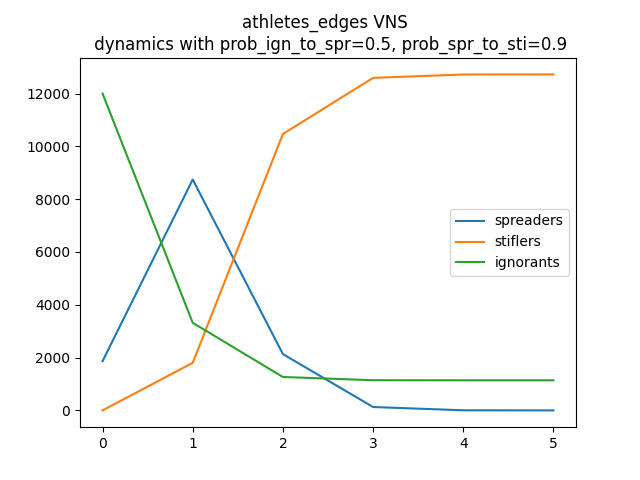 athletes_edges VNS
dynamics with prob_ign_to_spr=0.5, prob_spr_to_sti=0.9
12000
10000
8000
6000
4000
2000
0
spreaders
stiflers
ignorants
0 1 2 3 4 5